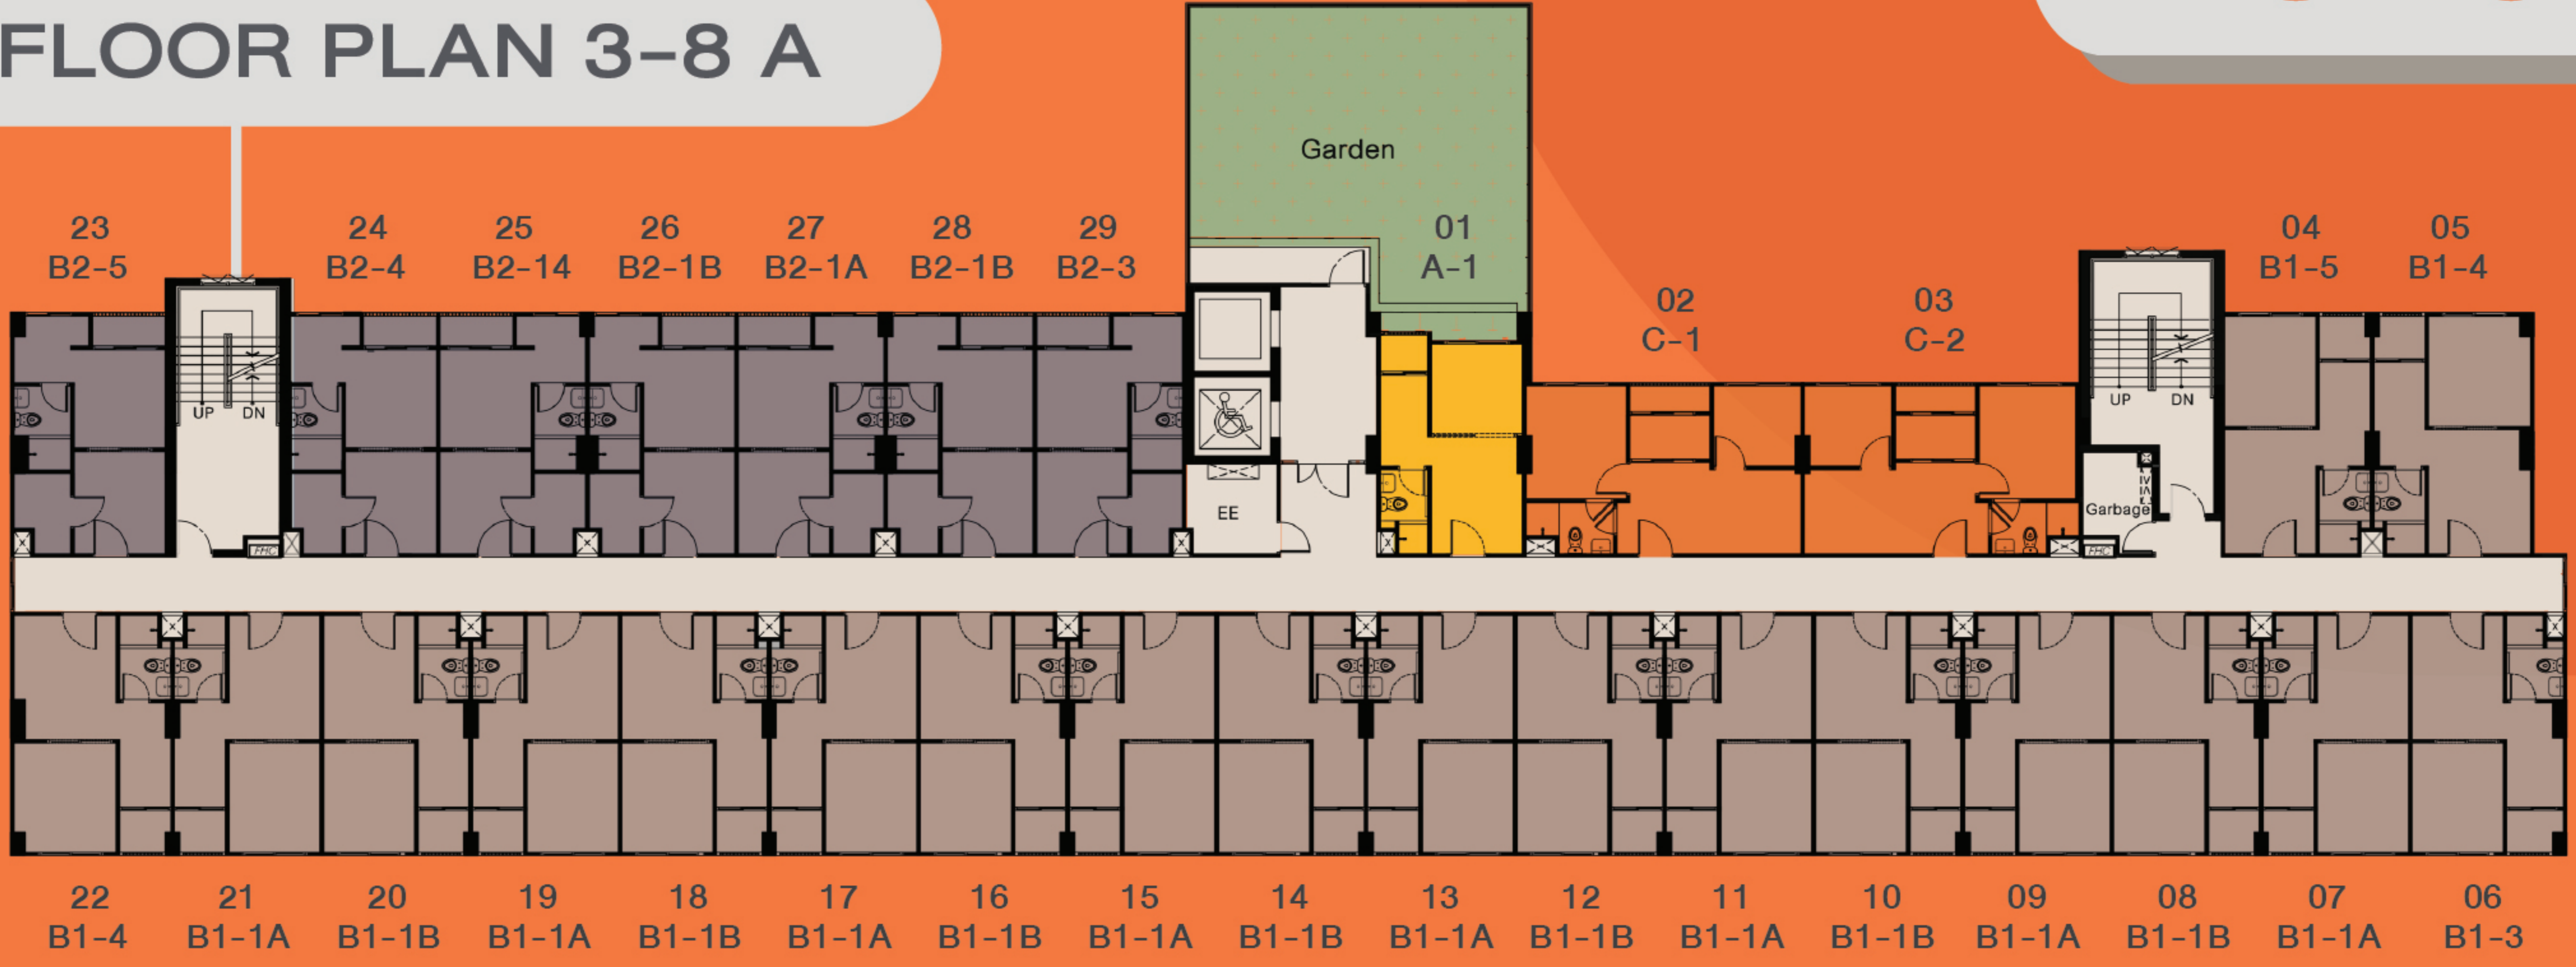 FLOOR PLAN 3-8 A
Garden
23
B2-5
24
B2-4
25
B2-14
26
B2-1B
27
B2-1A
28
B2-1B
29
B2-3
01
A-1
02
C-1
03
C-2
04
B1-5
05
B1-4
UP DN
UP DN
EE
Garbage
FHC
FHC
22
B1-4
21
B1-1A
20
B1-1B
19
B1-1A
18
B1-1B
17
B1-1A
16
B1-1B
15
B1-1A
14
B1-1B
13
B1-1A
12
B1-1B
11
B1-1A
10
B1-1B
09
B1-1A
08
B1-1B
07
B1-1A
06
B1-3